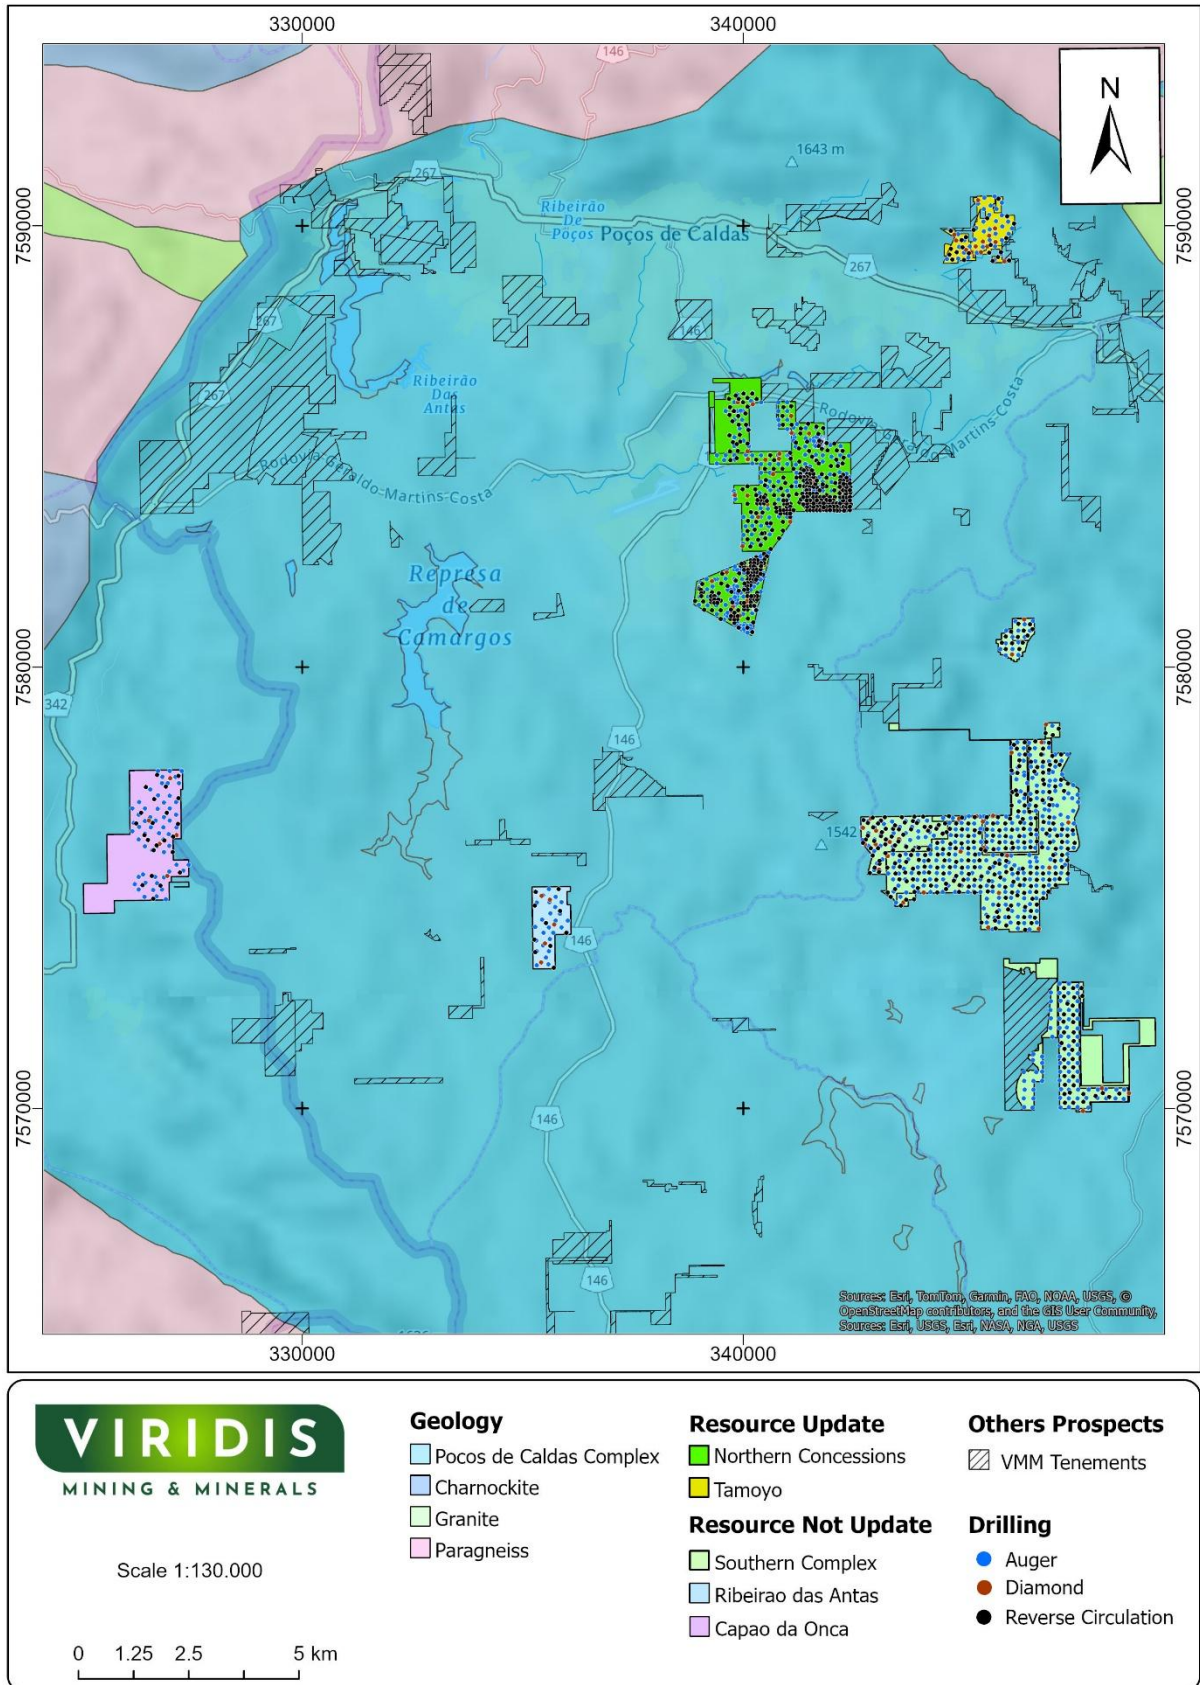 330000
340000
N
146
1643 m
267
7590000
7590000
Ribeirão
De
Poços
Poços de Caldas
267
267
146
Ribeirão
Das
Antas
267
Rodovia-Geraldo-Martins-Costa
Rodovia-Geraldo-Martins-Costa
Represa
de
Camargos
7580000
7580000
342
146
1542
146
7570000
7570000
146
146
Sources: Esri, TomTom, Garmin, FAO, NOAA, USGS, ©
OpenStreetMap contributors, and the GIS User Community,
Sources: Esri, USGS, Esri, NASA, NGA, USGS
330000
340000
VIRIDIS
MINING & MINERALS
Scale 1:130.000
0 1.25 2.5 5 km
Geology
Pocos de Caldas Complex
Charnockite
Granite
Paragneiss
Resource Update
Northern Concessions
Tamoyo
Resource Not Update
Southern Complex
Ribeirao das Antas
Capao da Onca
Others Prospects
VMM Tenements
Drilling
Auger
Diamond
Reverse Circulation